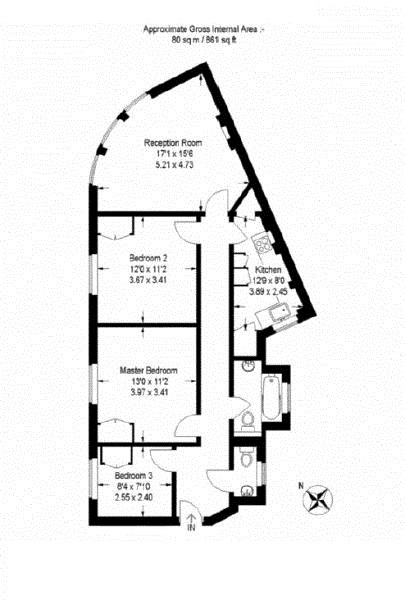 Approximate Gross Internal Area :-
80 sq m / 861 sq ft
Reception Room
17'1 x 15'6
5.21 x 4.73
Bedroom 2
12'0 x 11'2
3.67 x 3.41
Kitchen
12'9 x 8'0
3.89 x 2.45
Master Bedroom
13'0 x 11'2
3.97 x 3.41
Bedroom 3
8'4 x 7'10
2.55 x 2.40
N
IN